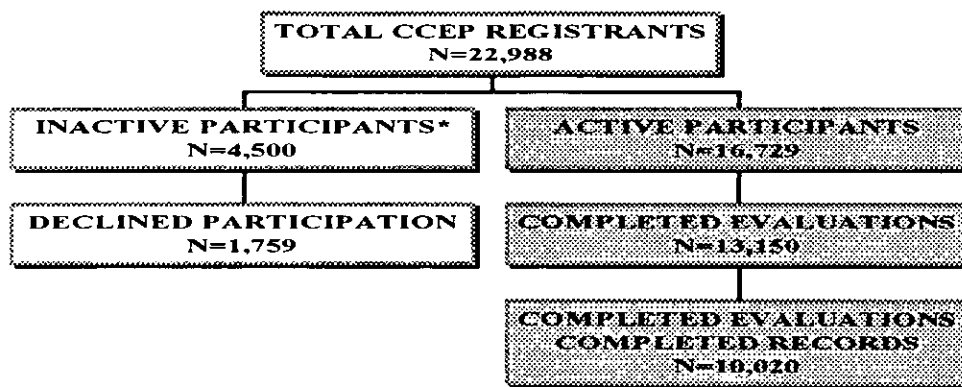 TOTAL CCEP REGISTRANTS
N=22,988
INACTIVE PARTICIPANTS*
N=4,500
ACTIVE PARTICIPANTS
N=16,729
DECLINED PARTICIPATION
N=1,759
COMPLETED EVALUATIONS
N=13,150
COMPLETED EVALUATIONS
COMPLETED RECORDS
N=10,020